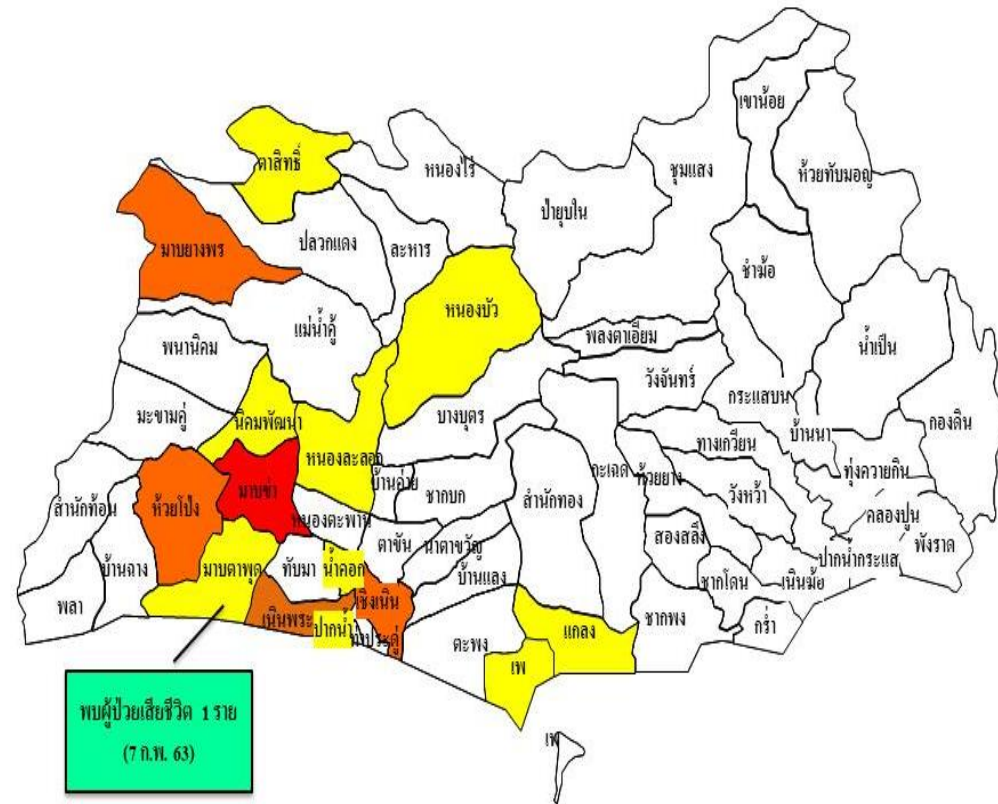 เขาน้อย
ตาสิทธิ์
หนองไร่
ชุมแสง
ห้วยทับมอญ
ป่ายุบใน
มาบยางพร
ปลวกแดง
ละหาร
ชำฆ้อ
หนองบัว
แม่น้ำคู้
พลงตาเอี่ยม
น้ำเป็น
พนานิคม
วังจันทร์
กระแสบน
มะขามคู่
นิคมพัฒนา
บางบุตร
กองดิน
บ้านนา
ทางเกวียน
หนองละลอก
บ้านค่าย
ชากบก
กะเฉด
ห้วยยาง
ทุ่งควายกิน
มาบข่า
สำนักทอง
วังหว้า
สำนักท้อน
ห้วยโป่ง
หนองตะพาน
คลองปูน
พังราด
ตาขัน
นาตาขวัญ
สองสลึง
ปากน้ำกระแส
บ้านฉาง
มาบตาพุด
ทับมา
น้ำคอก
บ้านแลง
ชากโดน
เนินฆ้อ
พลา
เชิงเนิน
เนินพระ
ปากน้ำ
ท่าประดู่
ตะพง
แกลง
ชากพง
กร่ำ
เพ
เพ
พบผู้ป่วยเสียชีวิต 1 ราย
(7 ก.พ. 63)